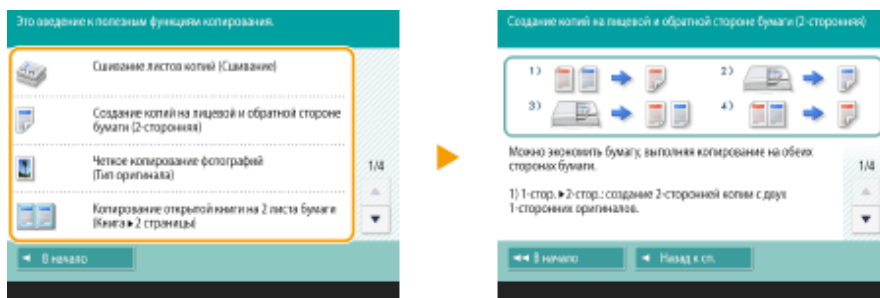 Это введение к полезным функциям копирования.
Сшивание листов копий (Сшивание)
Создание копий на лицевой и обратной стороне
бумаги (2-сторонняя)
Четкое копирование фотографий
(Тип оригинала)
Копирование открытой книги на 2 листа бумаги
(Книга▸2 страницы)
1/4
В начало
Создание копий на лицевой и обратной стороне бумаги (2-сторонняя)
1)
2)
3)
4)
Можно экономить бумагу, выполняя копирование на обеих
сторонах бумаги.
1) 1-стор.▸2-стор.: создание 2-сторонней копии с двух
1-сторонних оригиналов.
1/4
В начало
Назад к сп.